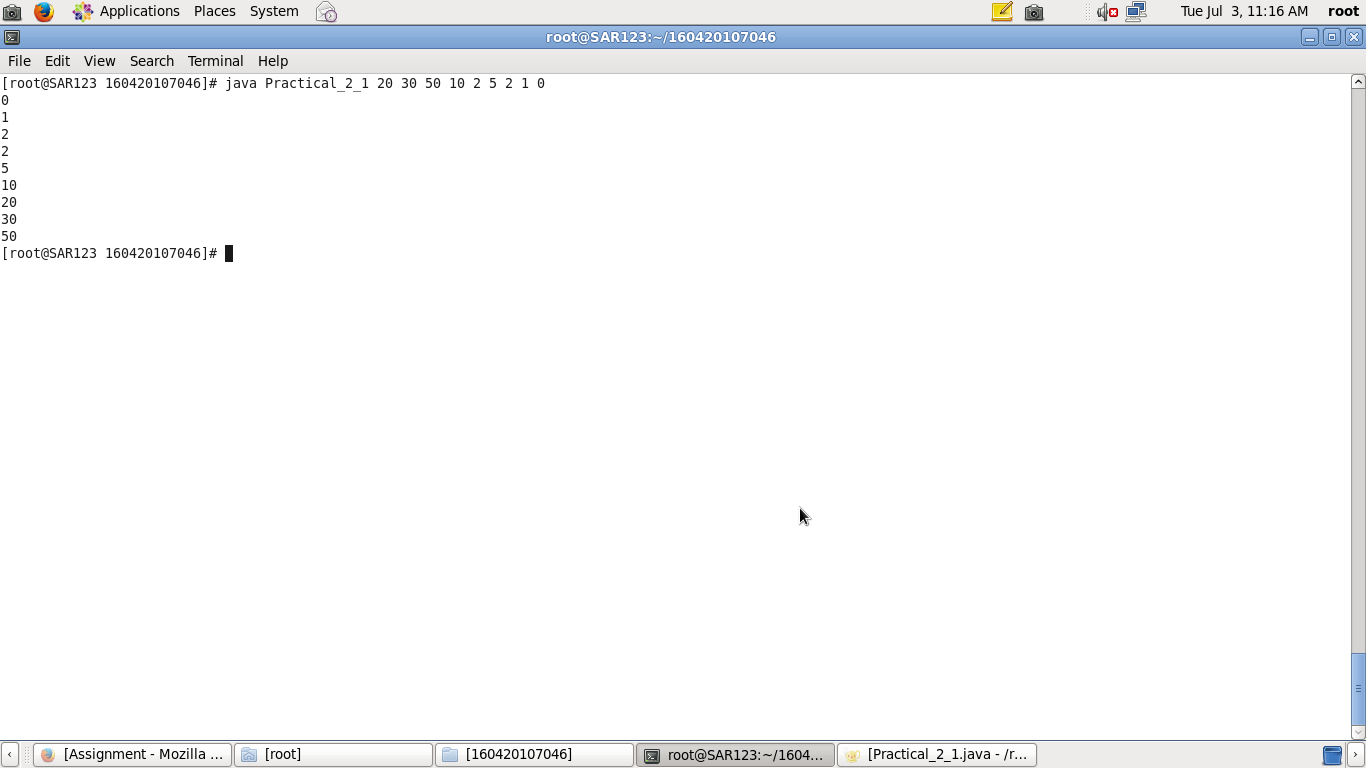 Applications Places System Tue Jul 3, 11:16 AM root
root@SAR123:~/160420107046
File Edit View Search Terminal Help
[root@SAR123 160420107046]# java Practical_2_1 20 30 50 10 2 5 2 1 0
0
1
2
2
5
10
20
30
50
[root@SAR123 160420107046]#
[Assignment - Mozilla ... [root] [160420107046] root@SAR123:~/1604... [Practical_2_1.java - /r...